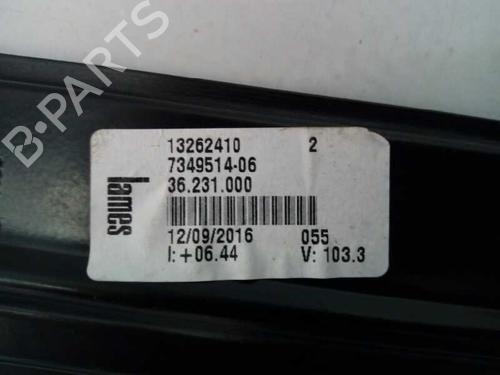 B-PARTS
lames
13262410 2
7349514-06
36.231.000
12/09/2016 055
I:+06.44 V: 103.3